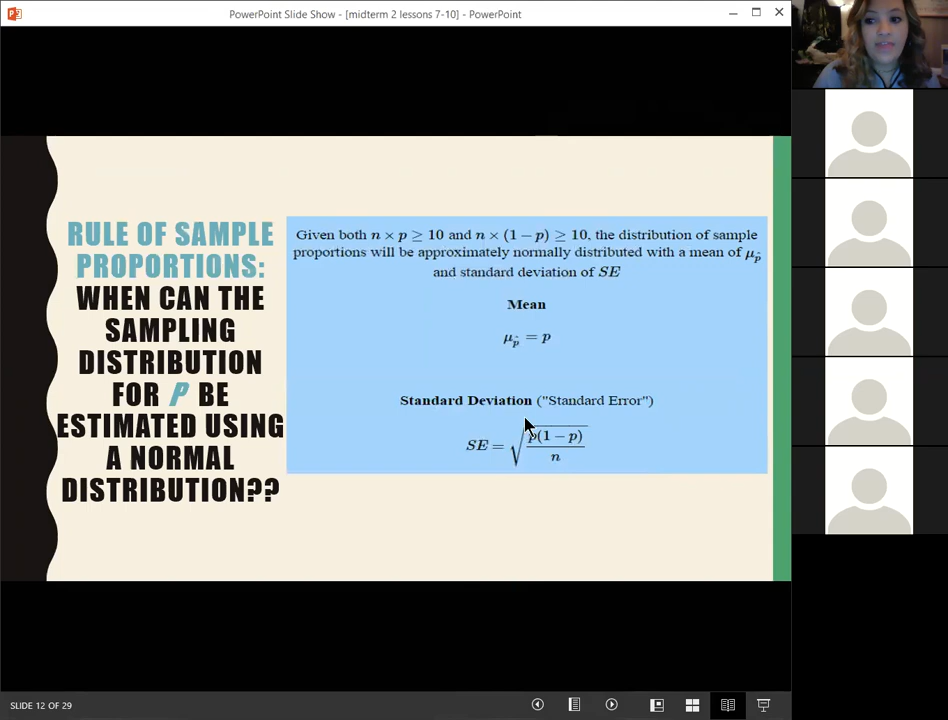 PowerPoint Slide Show - [midterm 2 lessons 7-10] - PowerPoint
RULE OF SAMPLE
PROPORTIONS:
WHEN CAN THE
SAMPLING
DISTRIBUTION
FOR P BE
ESTIMATED USING
A NORMAL
DISTRIBUTION??
Given both n × p ≥ 10 and n × (1 − p) ≥ 10, the distribution of sample
proportions will be approximately normally distributed with a mean of μp̂
and standard deviation of SE
Mean
μp̂ = p
Standard Deviation ("Standard Error")
SE = √(p(1 − p)/n)
SLIDE 12 OF 29